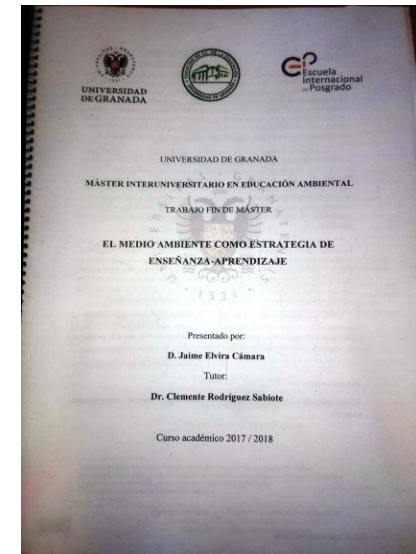 UNIVERSIDAD
DE GRANADA
Escuela
Internacional
de Posgrado
UNIVERSIDAD DE GRANADA
MÁSTER INTERUNIVERSITARIO EN EDUCACIÓN AMBIENTAL
TRABAJO FIN DE MÁSTER
EL MEDIO AMBIENTE COMO ESTRATEGIA DE
ENSEÑANZA-APRENDIZAJE
· 1531 ·
Presentado por:
D. Jaime Elvira Cámara
Tutor:
Dr. Clemente Rodríguez Sabiote
Curso académico 2017 / 2018